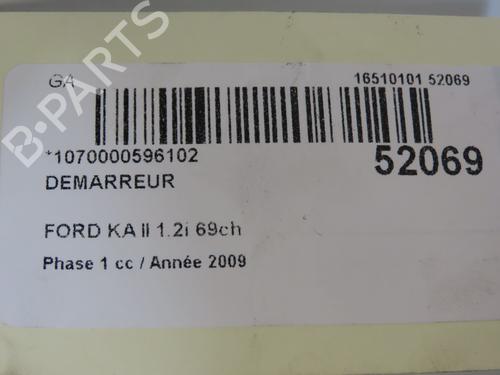 GA
16510101 52069
*1070000596102
52069
DEMARREUR
FORD KA II 1.2i 69ch
Phase 1 cc / Année 2009
B-PARTS